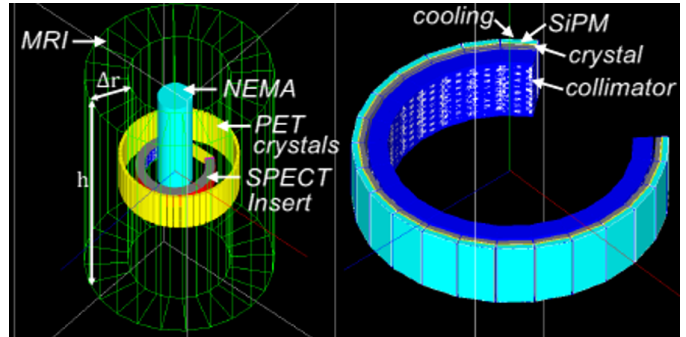 MRI
Δr
h
NEMA
PET
crystals
SPECT
Insert
cooling
SiPM
crystal
collimator